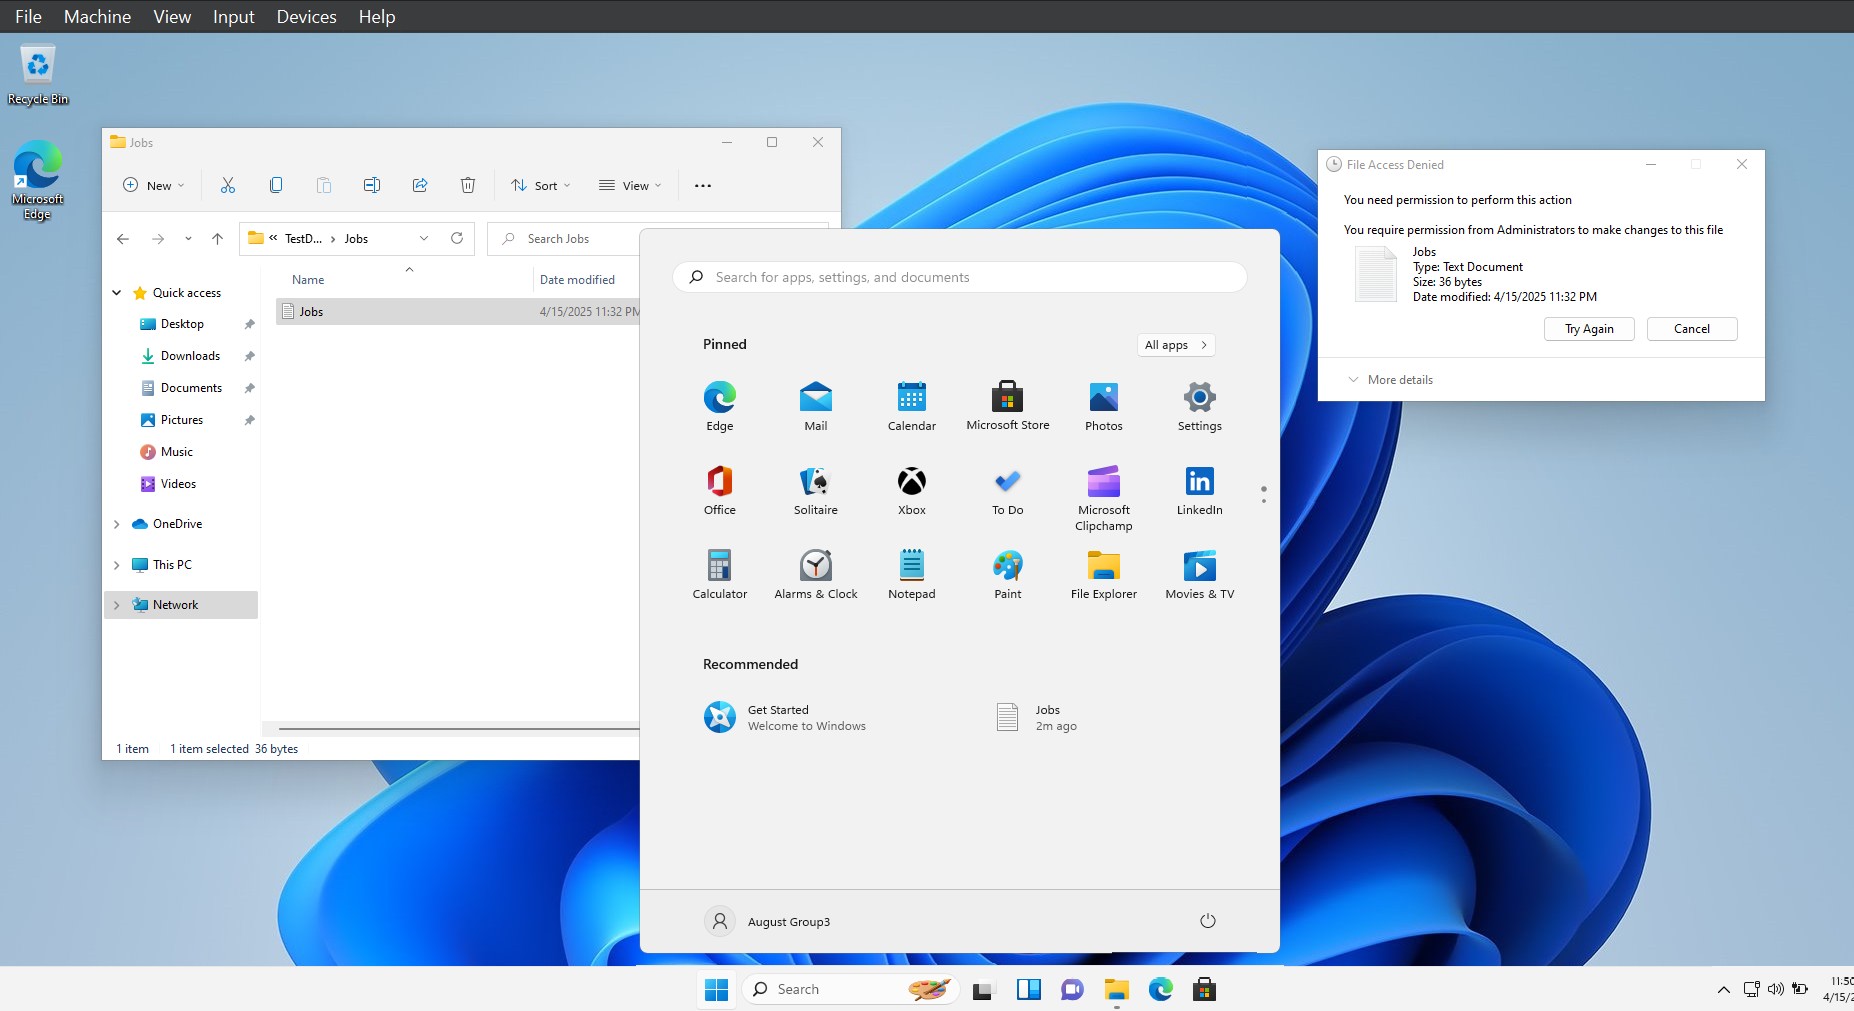 File Machine View Input Devices Help
Recycle Bin
Microsoft
Edge
Jobs
New
Sort
View
TestD... > Jobs
Search Jobs
Name
Date modified
Quick access
Desktop
Downloads
Documents
Pictures
Music
Videos
OneDrive
This PC
Network
Jobs
4/15/2025 11:32 PM
1 item
1 item selected 36 bytes
Search for apps, settings, and documents
Pinned
All apps >
Edge
Mail
Calendar
Microsoft Store
Photos
Settings
Office
Solitaire
Xbox
To Do
Microsoft
Clipchamp
LinkedIn
Calculator
Alarms & Clock
Notepad
Paint
File Explorer
Movies & TV
Recommended
Get Started
Welcome to Windows
Jobs
2m ago
August Group3
File Access Denied
You need permission to perform this action
You require permission from Administrators to make changes to this file
Jobs
Type: Text Document
Size: 36 bytes
Date modified: 4/15/2025 11:32 PM
Try Again
Cancel
More details
Search
11:50
4/15/2